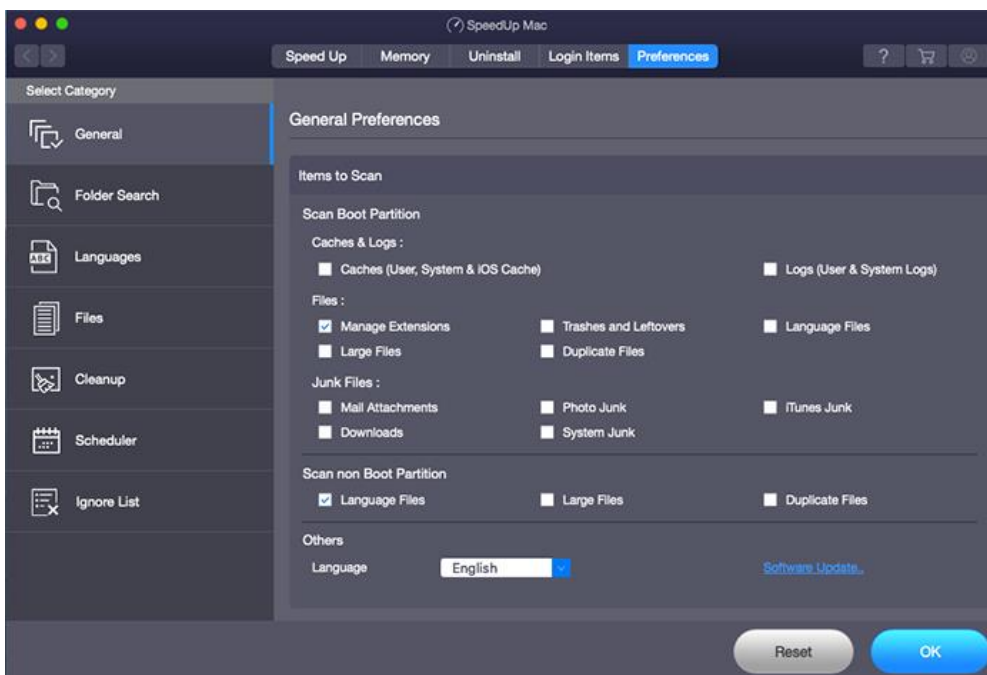 SpeedUp Mac
Speed Up Memory Uninstall Login Items Preferences ?
Select Category
General
Folder Search
ABC
Languages
Files
Cleanup
Scheduler
Ignore List
General Preferences
Items to Scan
Scan Boot Partition
Caches & Logs :
Caches (User, System & iOS Cache) Logs (User & System Logs)
Files :
Manage Extensions Trashes and Leftovers Language Files
Large Files Duplicate Files
Junk Files :
Mail Attachments Photo Junk iTunes Junk
Downloads System Junk
Scan non Boot Partition
Language Files Large Files Duplicate Files
Others
Language English Software Update..
Reset OK